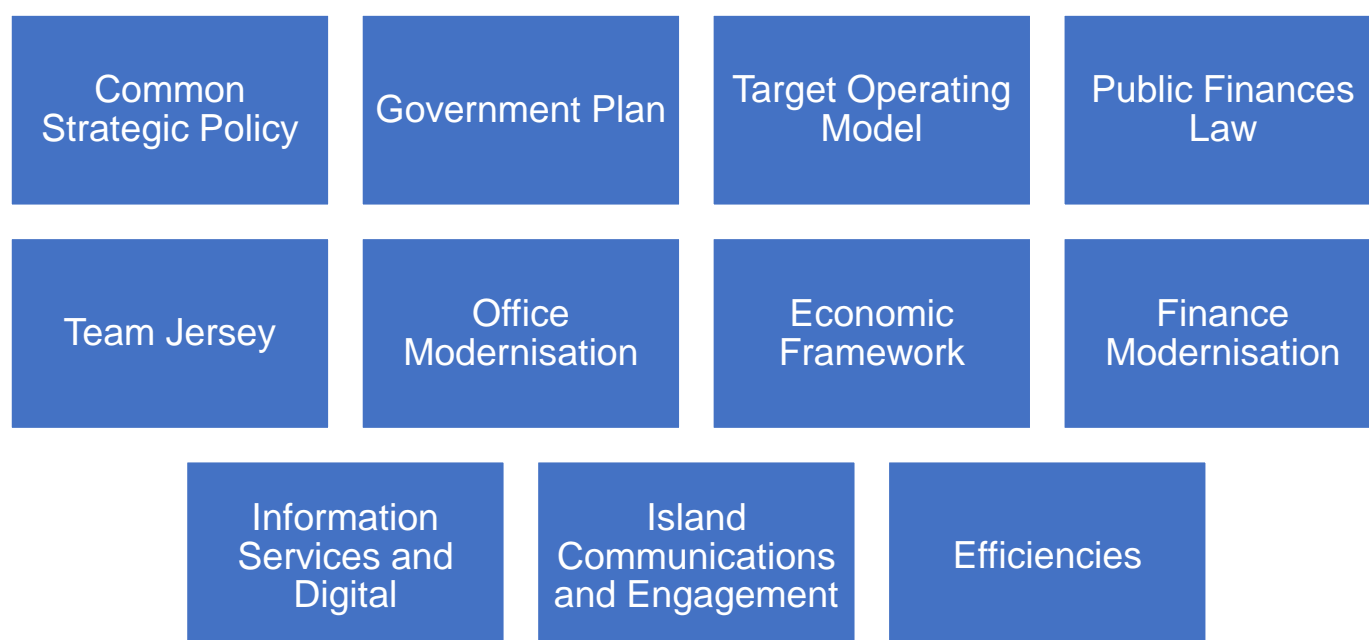 Common
Strategic Policy
Government Plan
Target Operating
Model
Public Finances
Law
Team Jersey
Office
Modernisation
Economic
Framework
Finance
Modernisation
Information
Services and
Digital
Island
Communications
and Engagement
Efficiencies